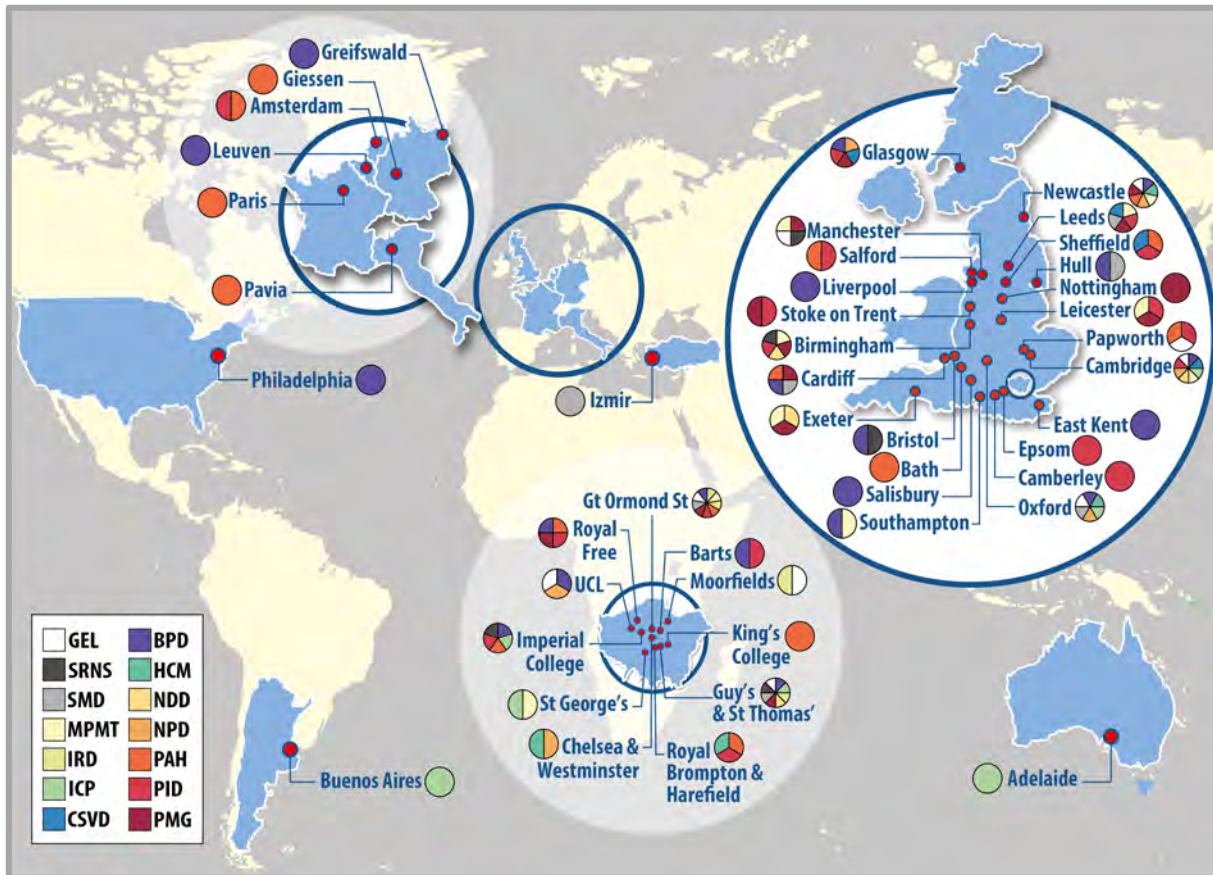 Greifswald
Giessen
Amsterdam
Leuven
Paris
Pavia
Philadelphia
Izmir
Buenos Aires
Adelaide
Glasgow
Newcastle
Leeds
Manchester
Sheffield
Salford
Hull
Liverpool
Nottingham
Stoke on Trent
Leicester
Birmingham
Papworth
Cardiff
Cambridge
Exeter
East Kent
Bristol
Epsom
Bath
Camberley
Salisbury
Oxford
Southampton
Gt Ormond St
Royal
Free
Barts
UCL
Moorfields
Imperial
College
King's
College
St George's
Guy's
& St Thomas'
Chelsea &
Westminster
Royal
Brompton &
Harefield
GEL BPD
SRNS HCM
SMD NDD
MPMT NPD
IRD PAH
ICP PID
CSVD PMG